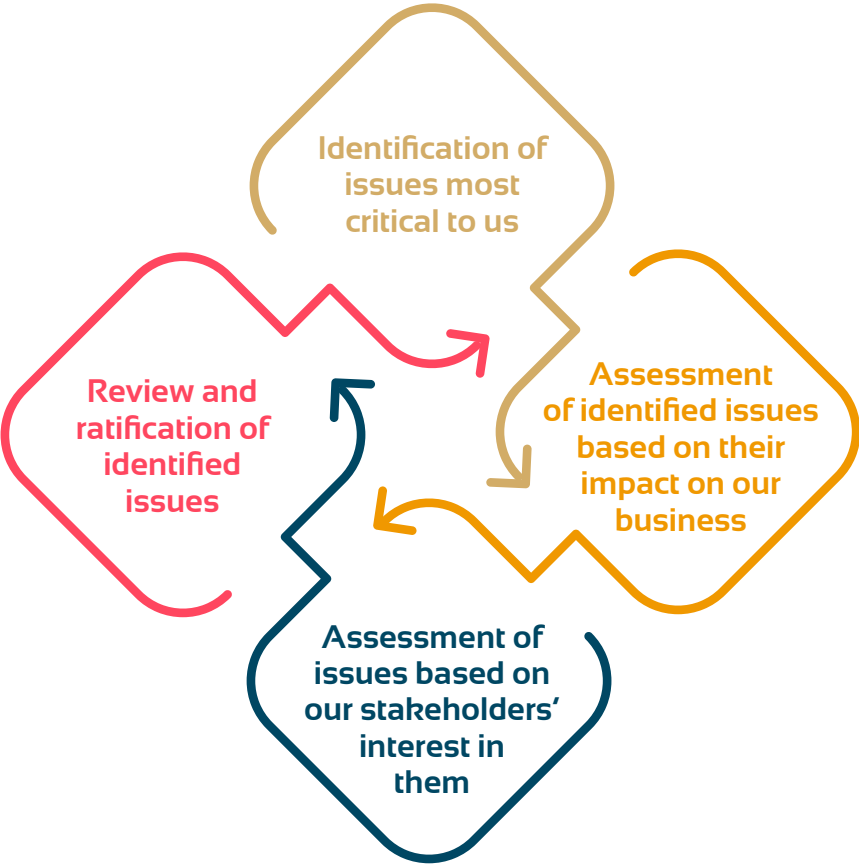 Identification of
issues most
critical to us
Assessment
of identified issues
based on their
impact on our
business
Assessment of
issues based on
our stakeholders’
interest in
them
Review and
ratification of
identified
issues